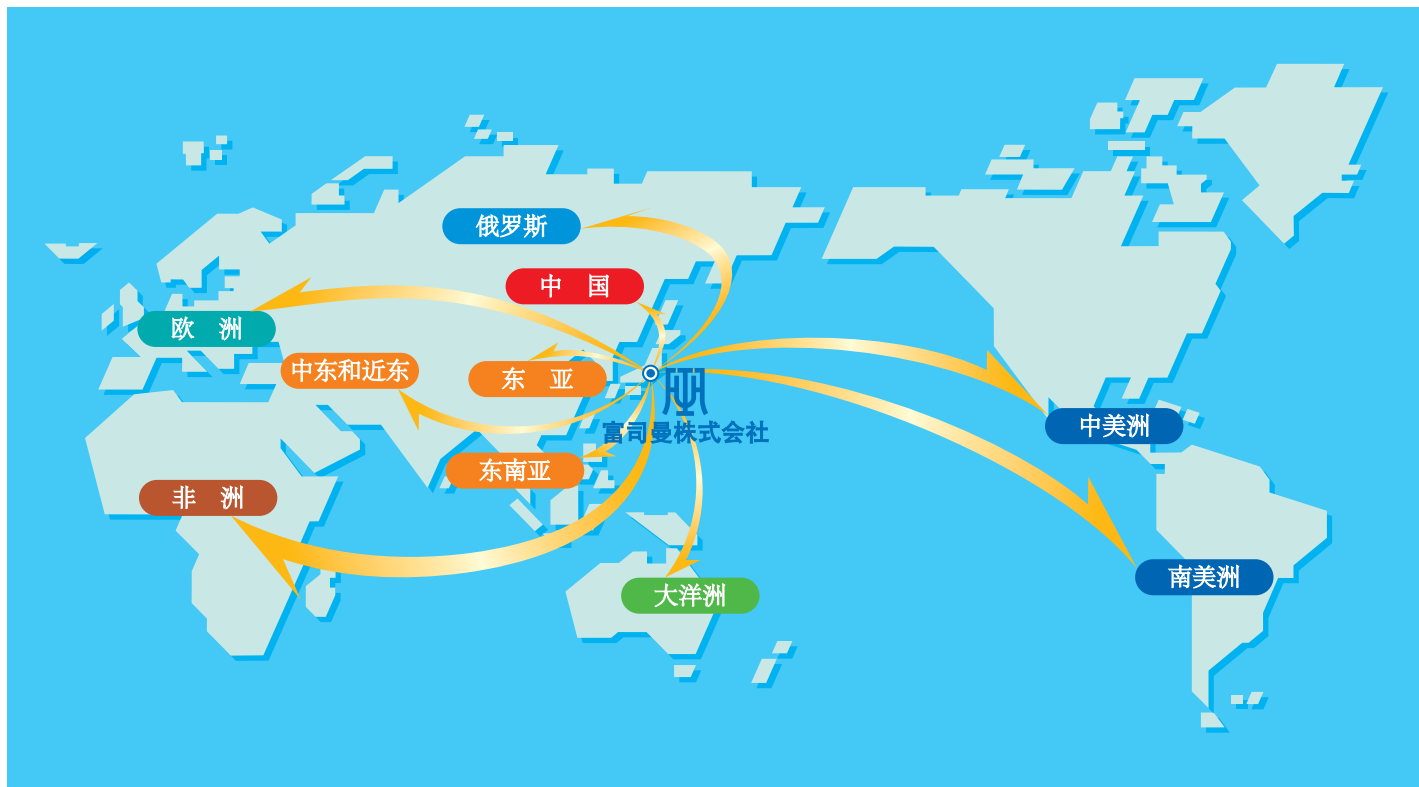 俄罗斯
中 国
欧 洲
中东和近东
东 亚
富司曼株式会社
中美洲
东南亚
非 洲
南美洲
大洋洲